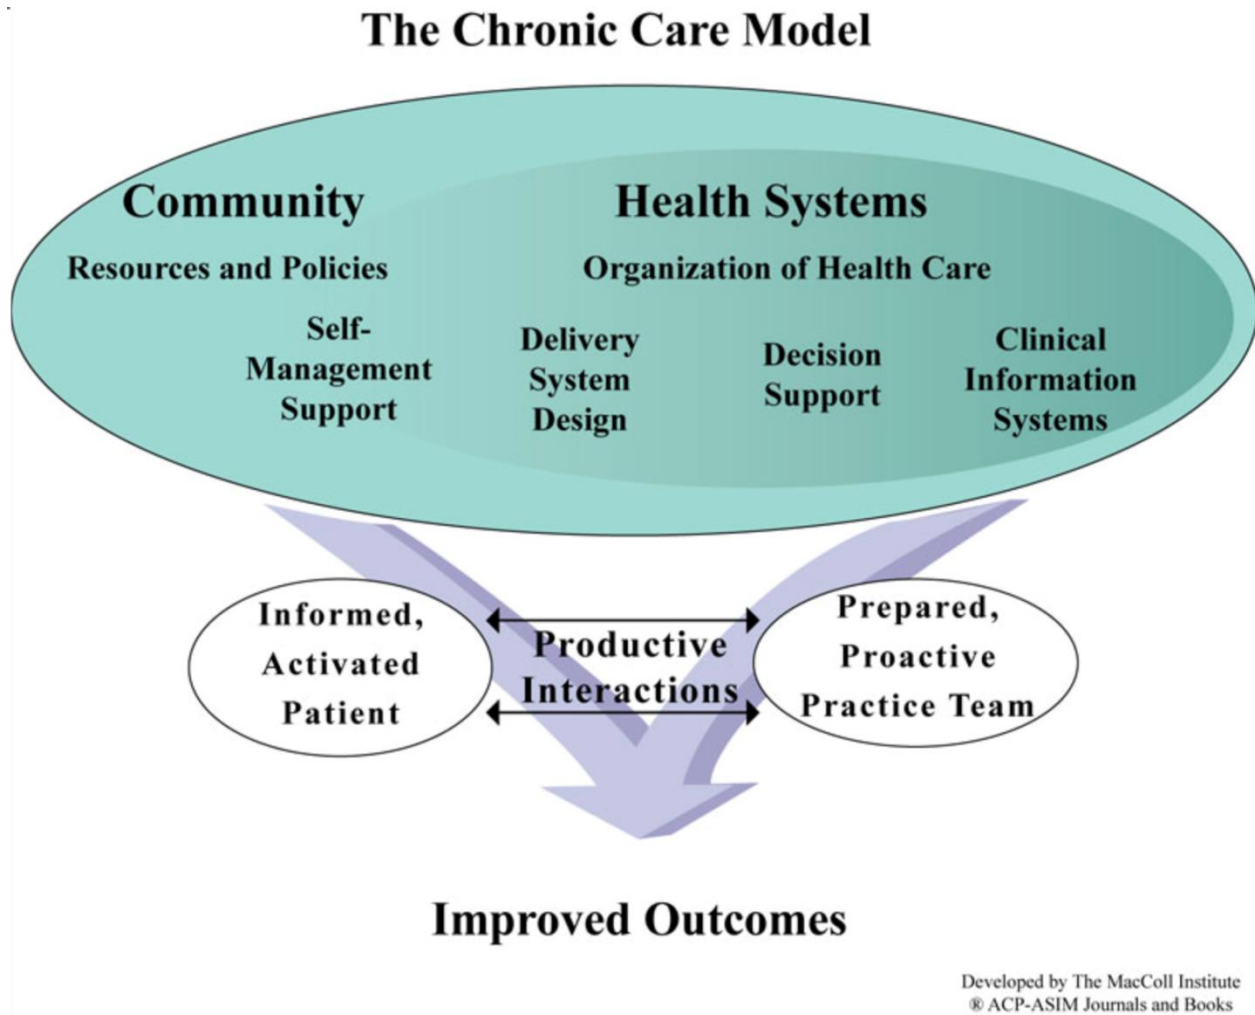 The Chronic Care Model
Community
Health Systems
Resources and Policies
Organization of Health Care
Self-
Management
Support
Delivery
System
Design
Decision
Support
Clinical
Information
Systems
Informed,
Activated
Patient
Productive
Interactions
Prepared,
Proactive
Practice Team
Improved Outcomes
Developed by The MacColl Institute
® ACP-ASIM Journals and Books